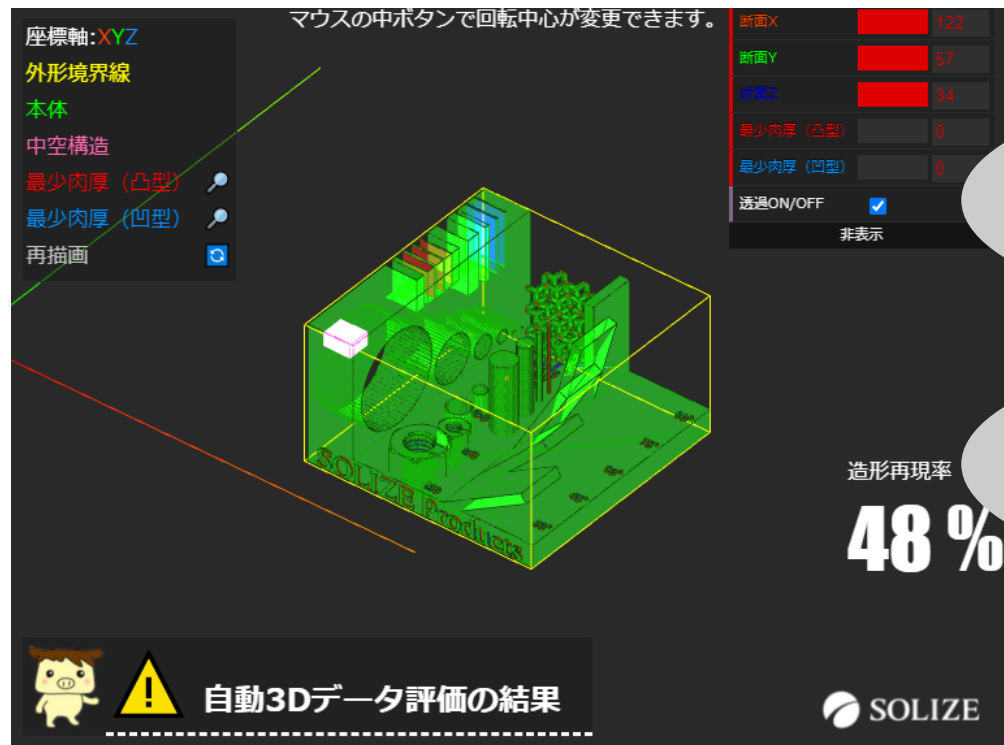 マウスの中ボタンで回転中心が変更できます。
座標軸:XYZ
外形境界線
本体
中空構造
最少肉厚（凸型）
最少肉厚（凹型）
再描画
断面X 122
断面Y 57
断面Z 34
最少肉厚（凸型） 0
最少肉厚（凹型） 0
透過ON/OFF
非表示
SOLIZE Products
造形再現率
48 %
自動3Dデータ評価の結果
SOLIZE